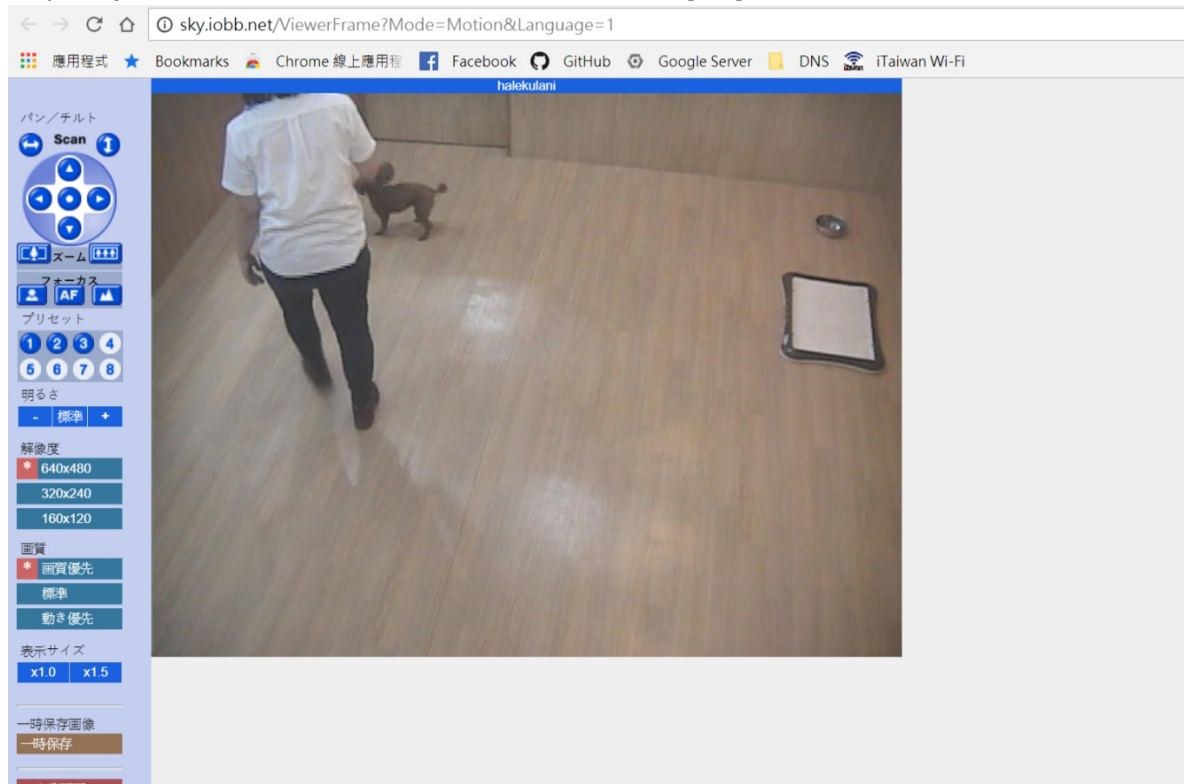 sky.iobb.net/ViewerFrame?Mode=Motion&Language=1
應用程式 Bookmarks Chrome 線上應用程 Facebook GitHub Google Server DNS iTaiwan Wi-Fi
halekulani
パン／チルト
Scan
ズーム
フォーカス
AF
プリセット
1 2 3 4
5 6 7 8
明るさ
- 標準 +
解像度
* 640x480
320x240
160x120
画質
* 画質優先
標準
動き優先
表示サイズ
x1.0 x1.5
一時保存画像
一時保存